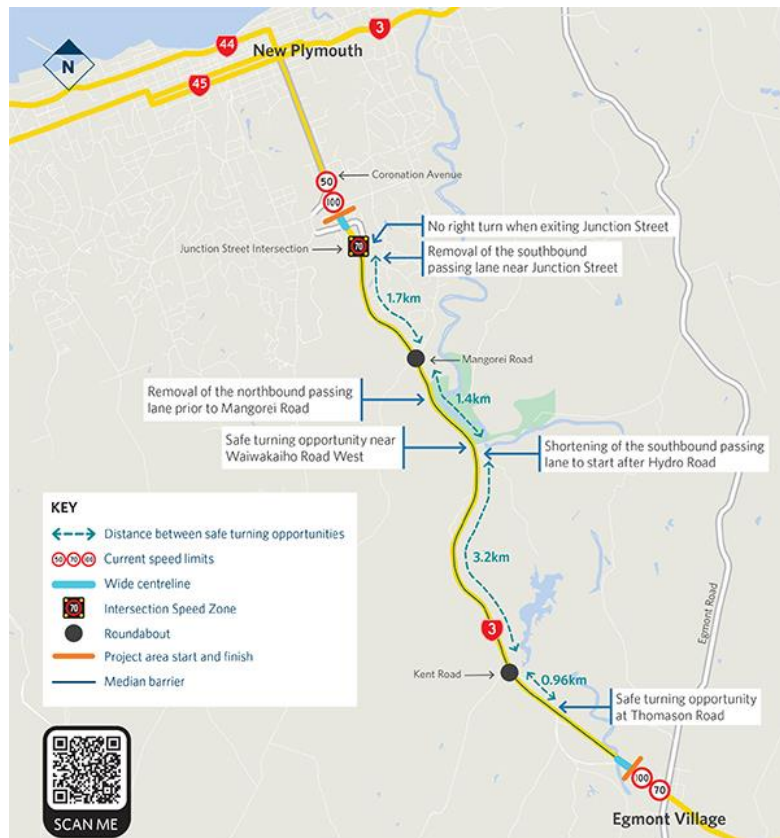 44
3
New Plymouth
N
45
50
Coronation Avenue
100
No right turn when exiting Junction Street
Junction Street Intersection
70
Removal of the southbound
passing lane near Junction Street
1.7km
Mangorei Road
Removal of the northbound passing
lane prior to Mangorei Road
1.4km
Safe turning opportunity near
Waiwakaiho Road West
Shortening of the southbound passing
lane to start after Hydro Road
KEY
Distance between safe turning opportunities
50 70 100
Current speed limits
Wide centreline
70
Intersection Speed Zone
Roundabout
Project area start and finish
Median barrier
3.2km
3
Egmont Road
Kent Road
0.96km
Safe turning opportunity
at Thomason Road
SCAN ME
100
70
Egmont Village